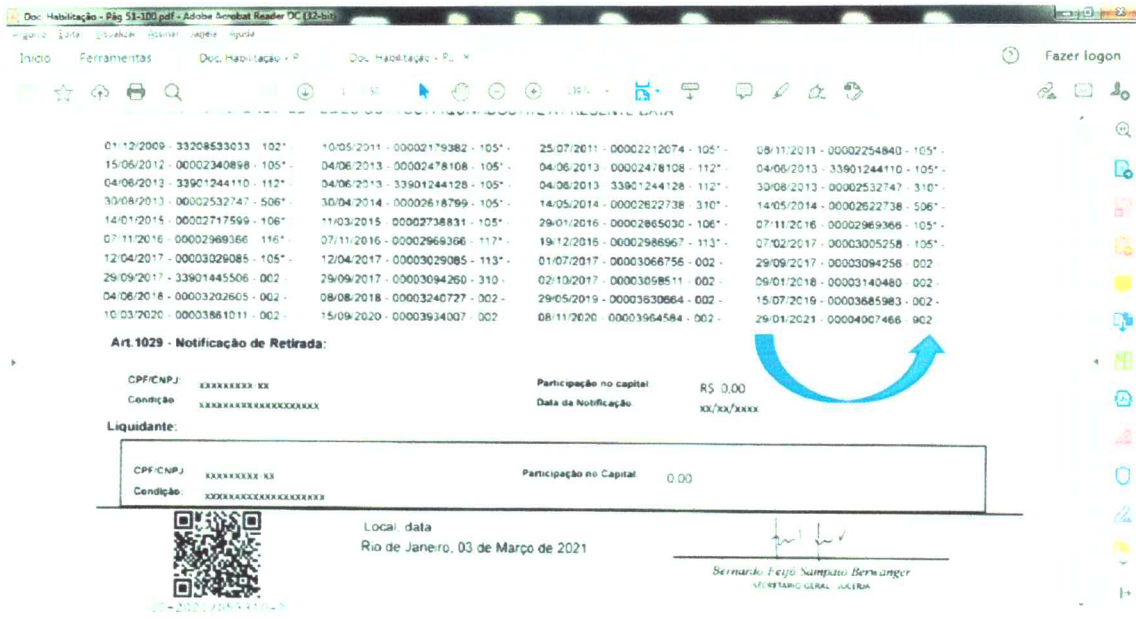 Doc. Habilitação - Pág 51-100.pdf - Adobe Acrobat Reader DC (32-bit)
Início Ferramentas Doc. Habilitação - P... Doc. Habilitação - P... × Fazer logon
01/12/2009 - 33208533033 102* - 10/05/2011 - 00002179382 - 105* - 25/07/2011 - 00002212074 - 105* - 08/11/2011 - 00002254840 - 105* -
15/06/2012 - 00002340898 - 105* - 04/06/2013 - 00002478108 - 105* - 04/06/2013 - 00002478108 - 112* - 04/06/2013 - 33901244110 - 105* -
04/06/2013 - 33901244110 - 112* - 04/06/2013 - 33901244128 - 105* - 04/06/2013 33901244128 - 112* - 30/08/2013 - 00002532747 - 310* -
30/08/2013 - 00002532747 - 506* - 30/04/2014 - 00002618799 - 105* - 14/05/2014 - 00002622738 - 310* - 14/05/2014 - 00002622738 - 506* -
14/01/2015 - 00002717599 - 106* - 11/03/2015 - 00002738831 - 105* - 29/01/2016 - 00002865030 - 106* - 07/11/2016 - 00002969366 - 105* -
07/11/2016 - 00002969366 116* - 07/11/2016 - 00002969366 - 117* - 19/12/2016 - 00002986967 - 113* - 07/02/2017 - 00003005258 - 105* -
12/04/2017 - 00003029085 - 105* - 12/04/2017 - 00003029085 - 113* - 01/07/2017 - 00003066756 - 002 - 29/09/2017 - 00003094256 - 002 -
29/09/2017 - 33901445506 - 002 - 29/09/2017 - 00003094260 - 310 - 02/10/2017 - 00003098511 - 002 - 09/01/2018 - 00003140480 - 002 -
04/06/2018 - 00003202605 - 002 - 08/08/2018 - 00003240727 - 002 - 29/05/2019 - 00003630664 - 002 - 15/07/2019 - 00003685983 - 002 -
10/03/2020 - 00003861011 - 002 - 15/09/2020 - 00003934007 - 002 08/11/2020 - 00003964584 - 002 - 29/01/2021 - 00004007466 - 902
Art.1029 - Notificação de Retirada:
CPF/CNPJ: xxxxxxxxx xx Participação no capital R$ 0,00
Condição xxxxxxxxxxxxxxxxxxxx Data da Notificação xx/xx/xxxx
Liquidante:
CPF/CNPJ xxxxxxxxx xx Participação no Capital: 0.00
Condição: xxxxxxxxxxxxxxxxxxxx
Local, data
Rio de Janeiro, 03 de Março de 2021
Bernardo Feijó Sampaio Berwanger
SECRETÁRIO GERAL JUCERJA